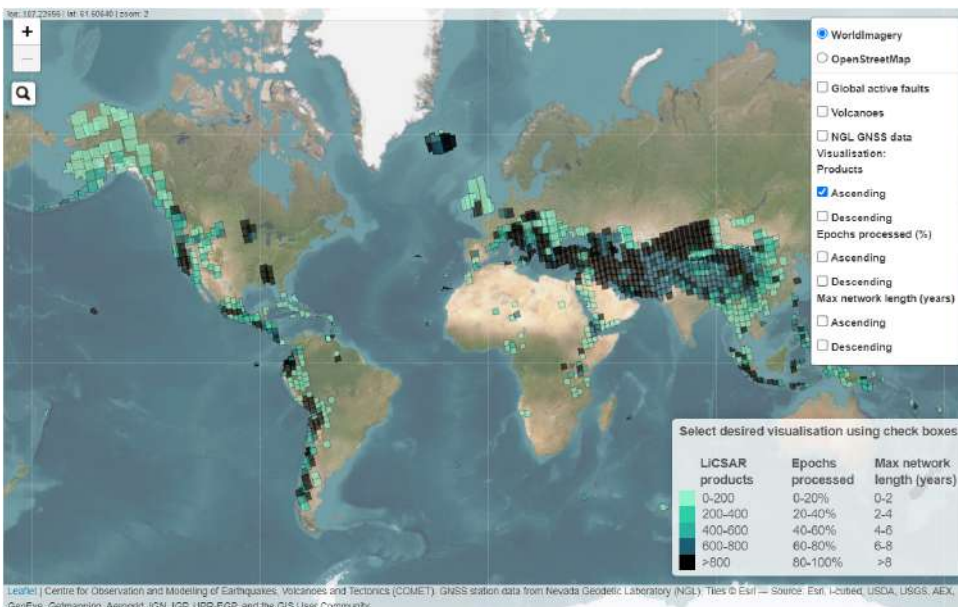 lon: 107.22656 | lat: 61.60640 | zoom: 2
+
−
WorldImagery
OpenStreetMap
Global active faults
Volcanoes
NGL GNSS data
Visualisation:
Products
Ascending
Descending
Epochs processed (%)
Ascending
Descending
Max network length (years)
Ascending
Descending
Select desired visualisation using check boxes
LiCSAR Epochs Max network
products processed length (years)
0-200 0-20% 0-2
200-400 20-40% 2-4
400-600 40-60% 4-6
600-800 60-80% 6-8
>800 80-100% >8
Leaflet | Centre for Observation and Modelling of Earthquakes, Volcanoes and Tectonics (COMET). GNSS station data from Nevada Geodetic Laboratory (NGL); Tiles © Esri — Source: Esri, i-cubed, USDA, USGS, AEX,
GeoEye, Getmapping, Aerogrid, IGN, IGP, UPR-EGP, and the GIS User Community